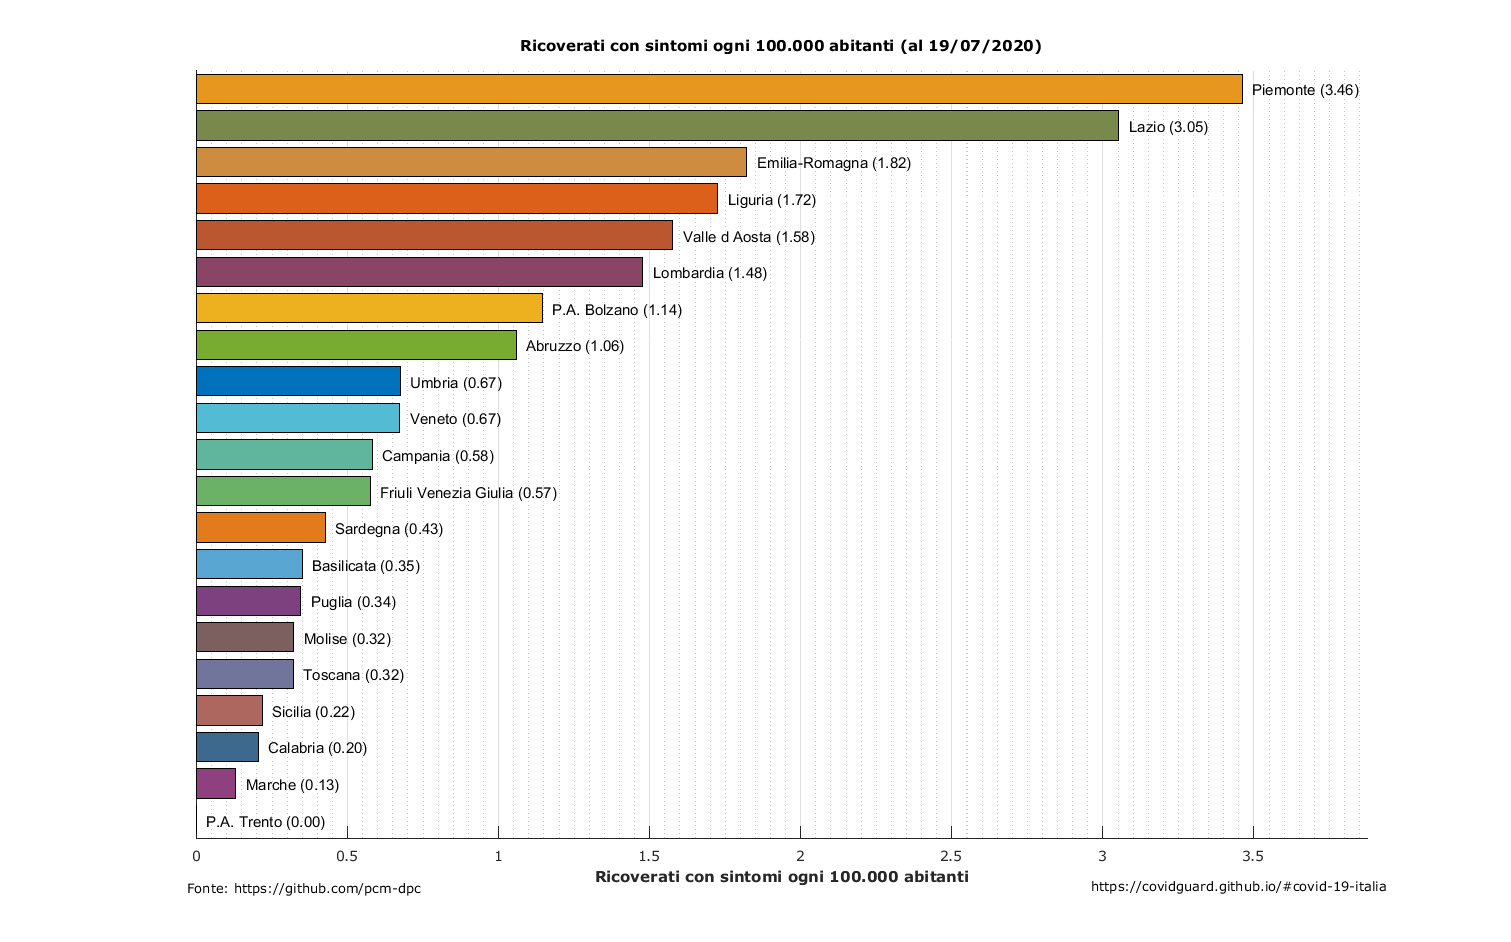 Ricoverati con sintomi ogni 100.000 abitanti (al 19/07/2020)
Piemonte (3.46)
Lazio (3.05)
Emilia-Romagna (1.82)
Liguria (1.72)
Valle d Aosta (1.58)
Lombardia (1.48)
P.A. Bolzano (1.14)
Abruzzo (1.06)
Umbria (0.67)
Veneto (0.67)
Campania (0.58)
Friuli Venezia Giulia (0.57)
Sardegna (0.43)
Basilicata (0.35)
Puglia (0.34)
Molise (0.32)
Toscana (0.32)
Sicilia (0.22)
Calabria (0.20)
Marche (0.13)
P.A. Trento (0.00)
0 0.5 1 1.5 2 2.5 3 3.5
Ricoverati con sintomi ogni 100.000 abitanti
Fonte: https://github.com/pcm-dpc
https://covidguard.github.io/#covid-19-italia